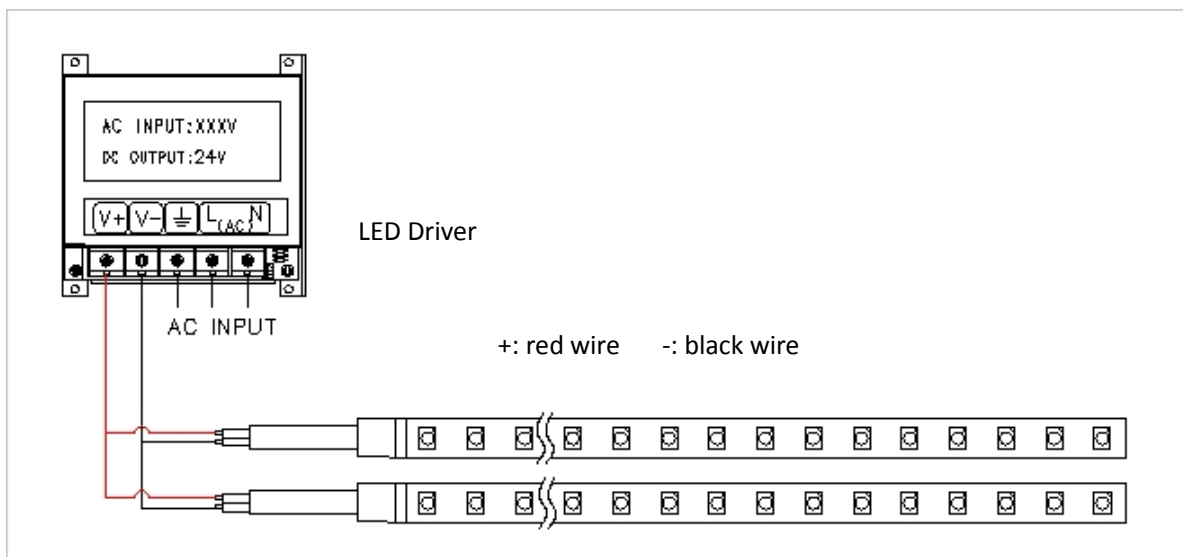 AC INPUT:XXXV
DC OUTPUT:24V
V+ V- L(AC)N
LED Driver
AC INPUT
+: red wire -: black wire